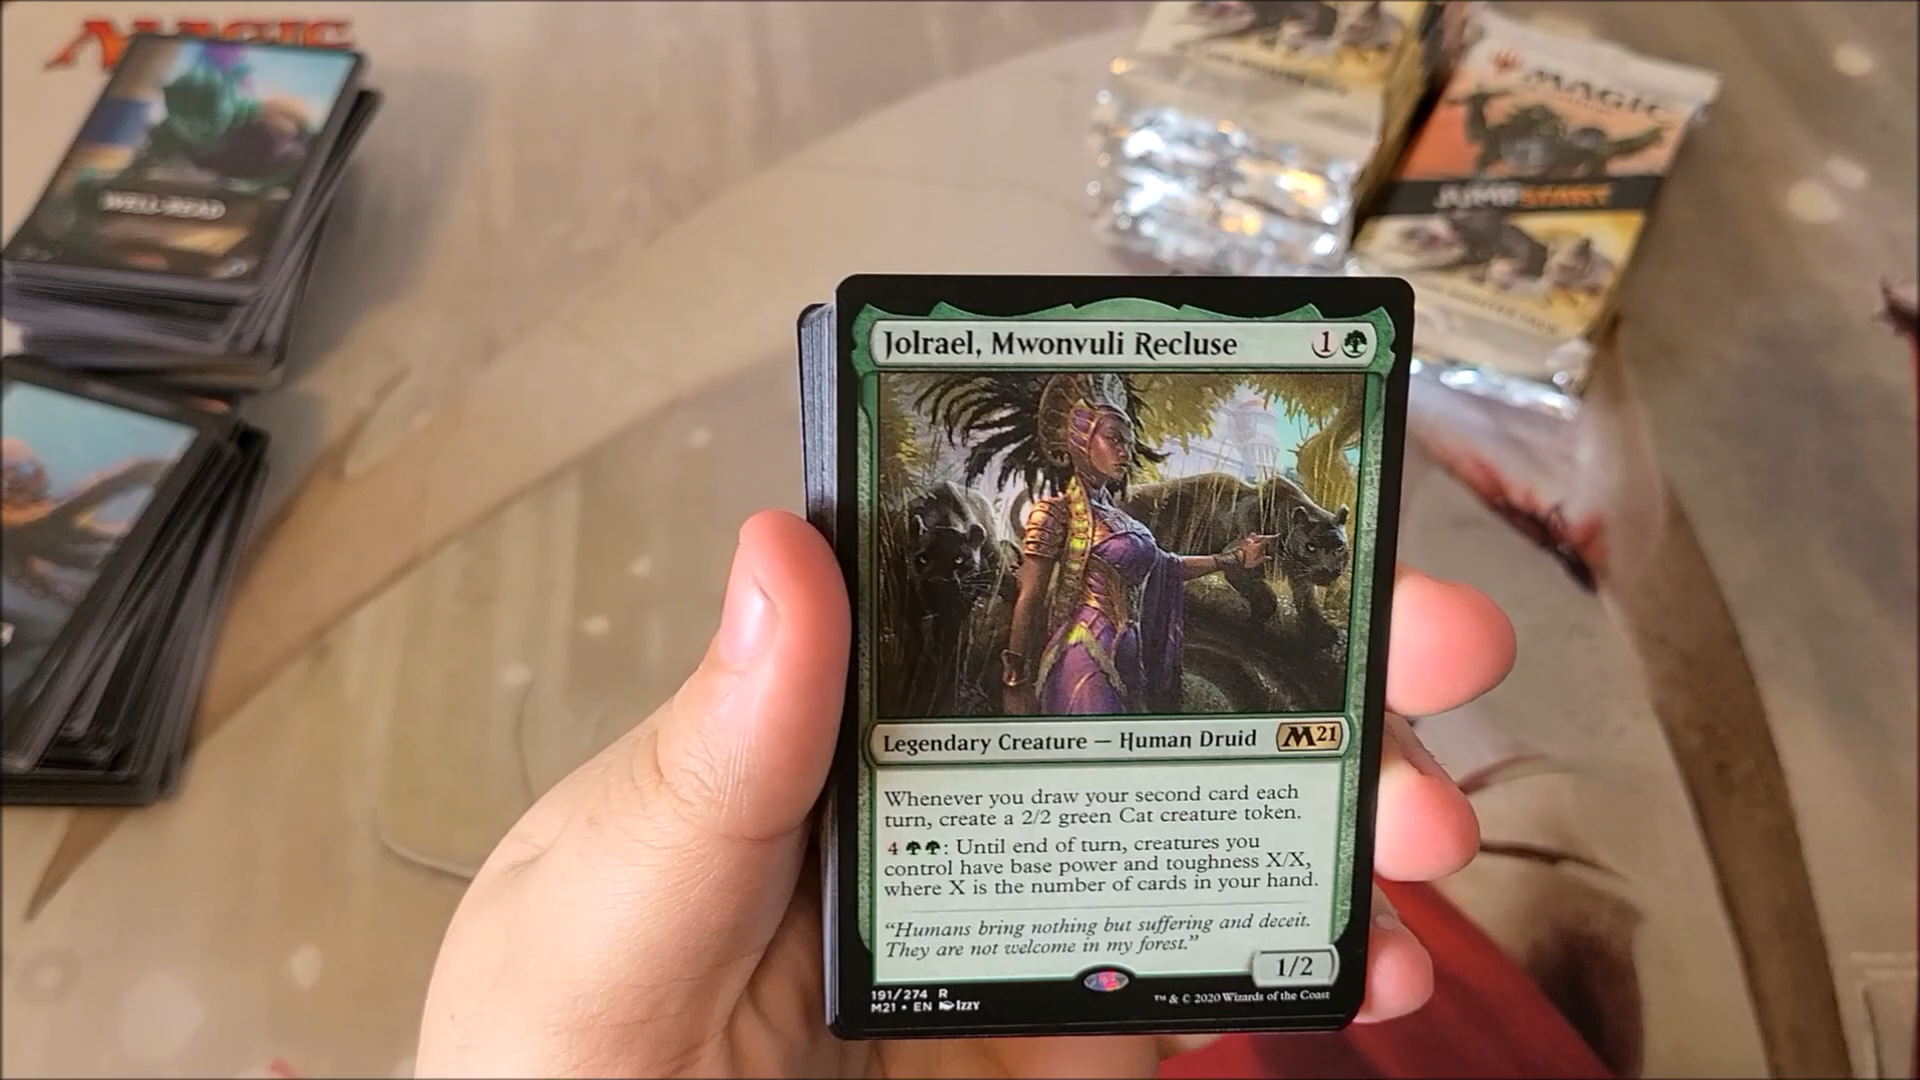 MAGIC
WELL-READ
MAGIC
JUMPSTART
Jolrael, Mwonvuli Recluse 1
Legendary Creature — Human Druid M21
Whenever you draw your second card each
turn, create a 2/2 green Cat creature token.
4 : Until end of turn, creatures you
control have base power and toughness X/X,
where X is the number of cards in your hand.
“Humans bring nothing but suffering and deceit.
They are not welcome in my forest.”
1/2
191/274 R
M21 • EN Izzy
™ & © 2020 Wizards of the Coast